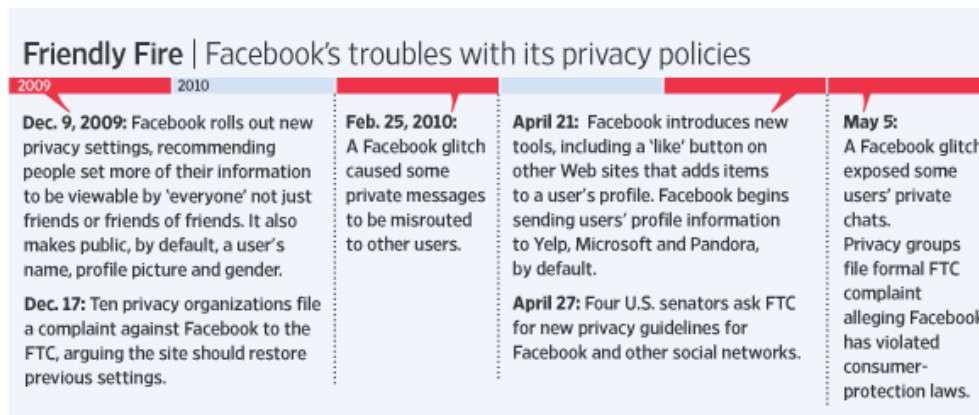 Friendly Fire | Facebook's troubles with its privacy policies
2009
2010
Dec. 9, 2009: Facebook rolls out new
privacy settings, recommending
people set more of their information
to be viewable by 'everyone' not just
friends or friends of friends. It also
makes public, by default, a user's
name, profile picture and gender.
Dec. 17: Ten privacy organizations file
a complaint against Facebook to the
FTC, arguing the site should restore
previous settings.
Feb. 25, 2010:
A Facebook glitch
caused some
private messages
to be misrouted
to other users.
April 21: Facebook introduces new
tools, including a 'like' button on
other Web sites that adds items
to a user's profile. Facebook begins
sending users' profile information
to Yelp, Microsoft and Pandora,
by default.
April 27: Four U.S. senators ask FTC
for new privacy guidelines for
Facebook and other social networks.
May 5:
A Facebook glitch
exposed some
users' private
chats.
Privacy groups
file formal FTC
complaint
alleging Facebook
has violated
consumer-
protection laws.